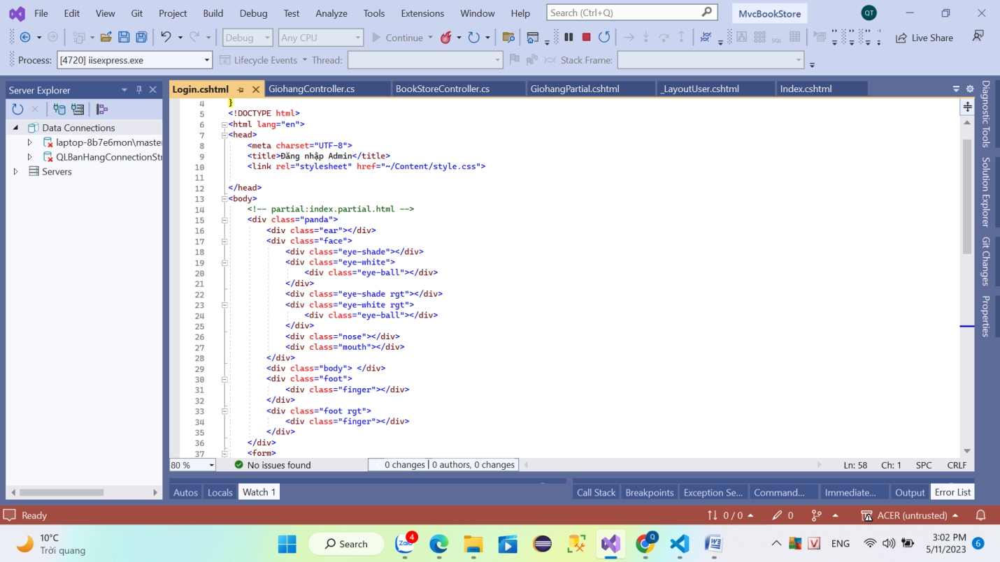 File Edit View Git Project Build Debug Test Analyze Tools Extensions Window Help Search (Ctrl+Q) MvcBookStore QT
Debug Any CPU Continue Live Share
Process: [4720] iisexpress.exe Lifecycle Events Thread: Stack Frame:
Server Explorer
Data Connections
laptop-8b7e6mon\master
QLBanHangConnectionStr
Servers
Login.cshtml GiohangController.cs BookStoreController.cs GiohangPartial.cshtml _LayoutUser.cshtml Index.cshtml
4 }
5 <!DOCTYPE html>
6 <html lang="en">
7 <head>
8 <meta charset="UTF-8">
9 <title>Đăng nhập Admin</title>
10 <link rel="stylesheet" href="~/Content/style.css">
11
12 </head>
13 <body>
14 <!-- partial:index.partial.html -->
15 <div class="panda">
16 <div class="ear"></div>
17 <div class="face">
18 <div class="eye-shade"></div>
19 <div class="eye-white">
20 <div class="eye-ball"></div>
21 </div>
22 <div class="eye-shade rgt"></div>
23 <div class="eye-white rgt">
24 <div class="eye-ball"></div>
25 </div>
26 <div class="nose"></div>
27 <div class="mouth"></div>
28 </div>
29 <div class="body"> </div>
30 <div class="foot">
31 <div class="finger"></div>
32 </div>
33 <div class="foot rgt">
34 <div class="finger"></div>
35 </div>
36 </div>
37 <form>
80 % No issues found 0 changes | 0 authors, 0 changes Ln: 58 Ch: 1 SPC CRLF
Diagnostic Tools
Solution Explorer
Git Changes
Properties
Autos Locals Watch 1 Call Stack Breakpoints Exception Se... Command... Immediate... Output Error List
Ready 0 / 0 0 ACER (untrusted)
10°C
Trời quang
Search
Zalo 4
Q
ENG
3:02 PM
5/11/2023
6